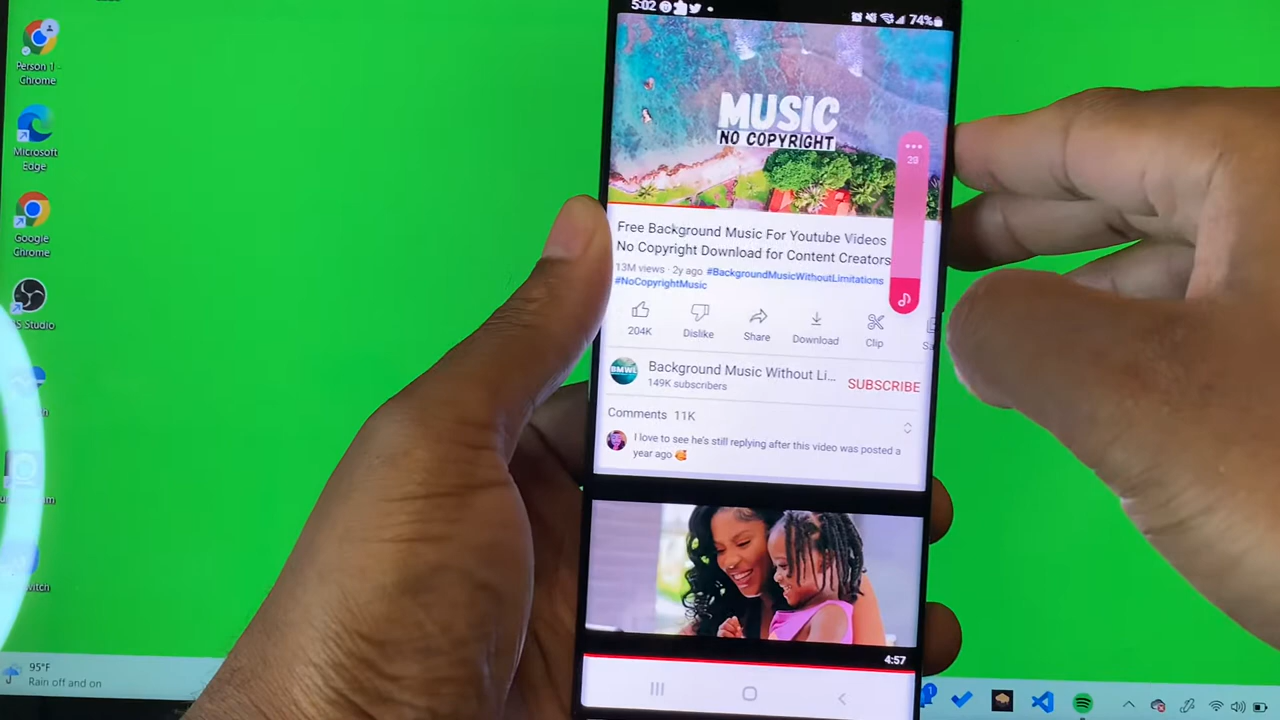 Person 1 -
Chrome
Microsoft
Edge
Google
Chrome
Studio
95°F
Rain off and on
5:02
74%
MUSIC
NO COPYRIGHT
Free Background Music For Youtube Videos
No Copyright Download for Content Creators
13M views · 2y ago #BackgroundMusicWithoutLimitations
#NoCopyrightMusic
204K
Dislike
Share
Download
Clip
BMWL
Background Music Without Li...
149K subscribers
SUBSCRIBE
Comments 11K
I love to see he's still replying after this video was posted a
year ago
4:57